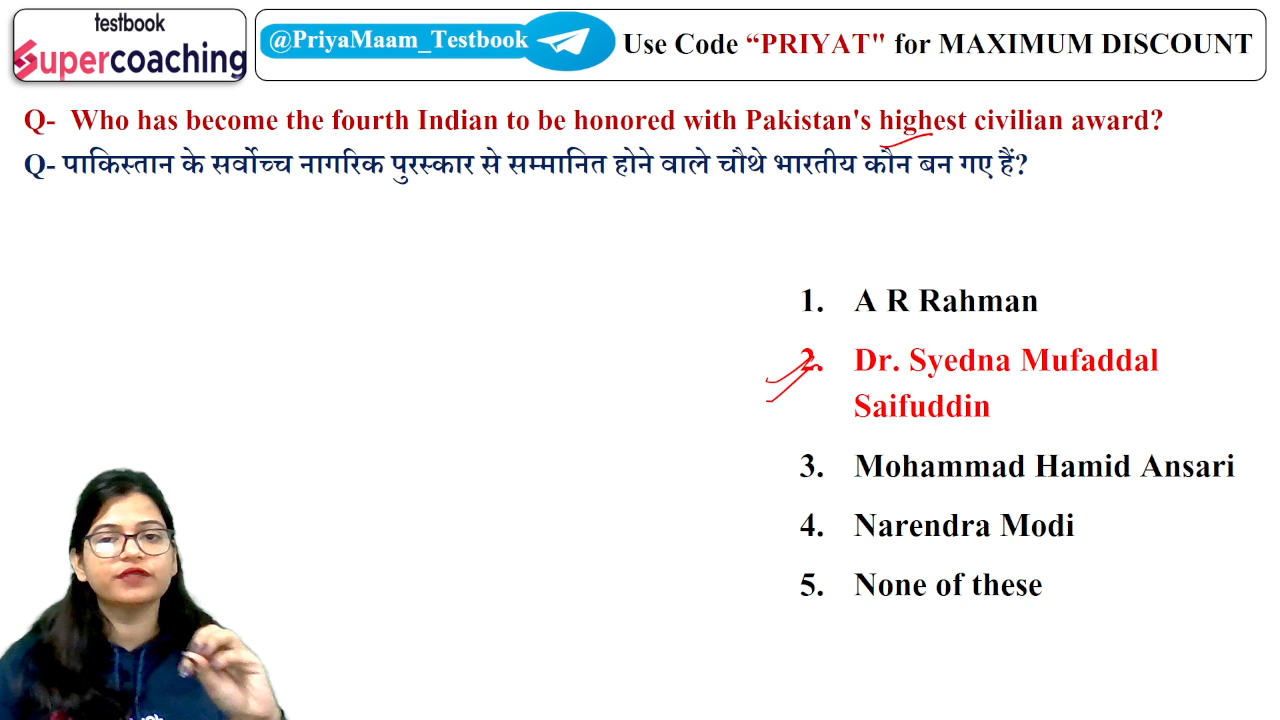 testbook
Supercoaching
@PriyaMaam_Testbook
Use Code “PRIYAT" for MAXIMUM DISCOUNT
Q- Who has become the fourth Indian to be honored with Pakistan's highest civilian award?
Q- पाकिस्तान के सर्वोच्च नागरिक पुरस्कार से सम्मानित होने वाले चौथे भारतीय कौन बन गए हैं?
1. A R Rahman
2. Dr. Syedna Mufaddal
Saifuddin
3. Mohammad Hamid Ansari
4. Narendra Modi
5. None of these